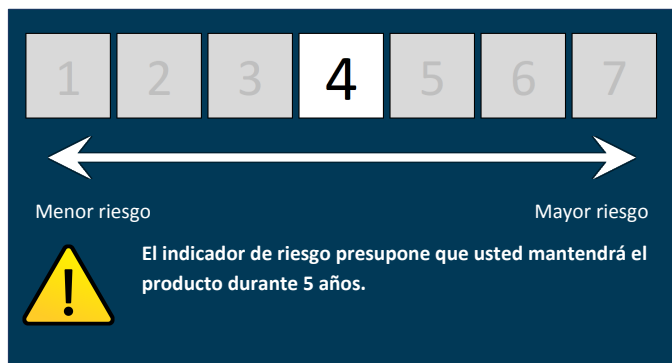 1 2 3 4 5 6 7
Menor riesgo Mayor riesgo
!
El indicador de riesgo presupone que usted mantendrá el
producto durante 5 años.